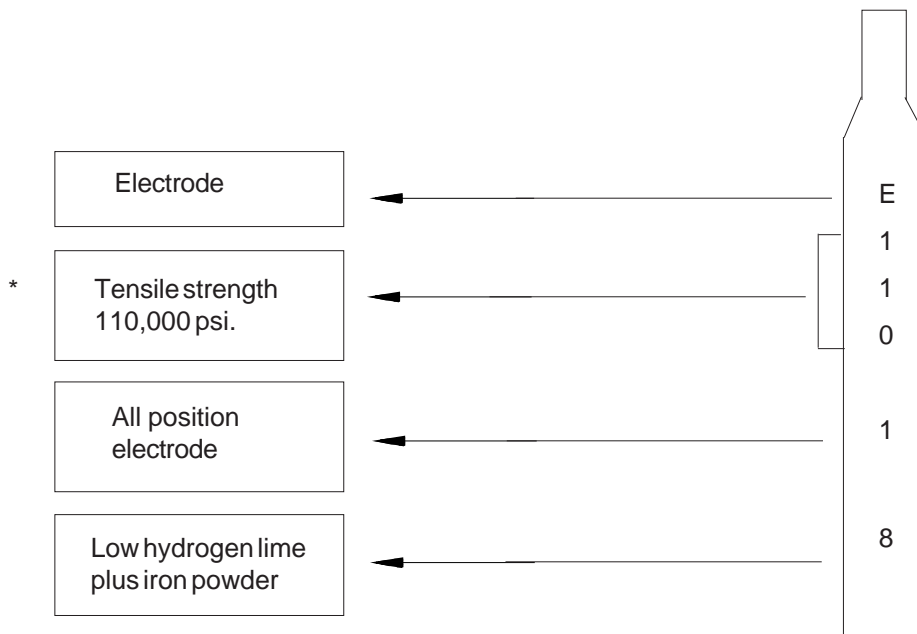 Electrode
E
1
* Tensile strength
110,000 psi.
1
0
All position
electrode
1
Low hydrogen lime
plus iron powder
8